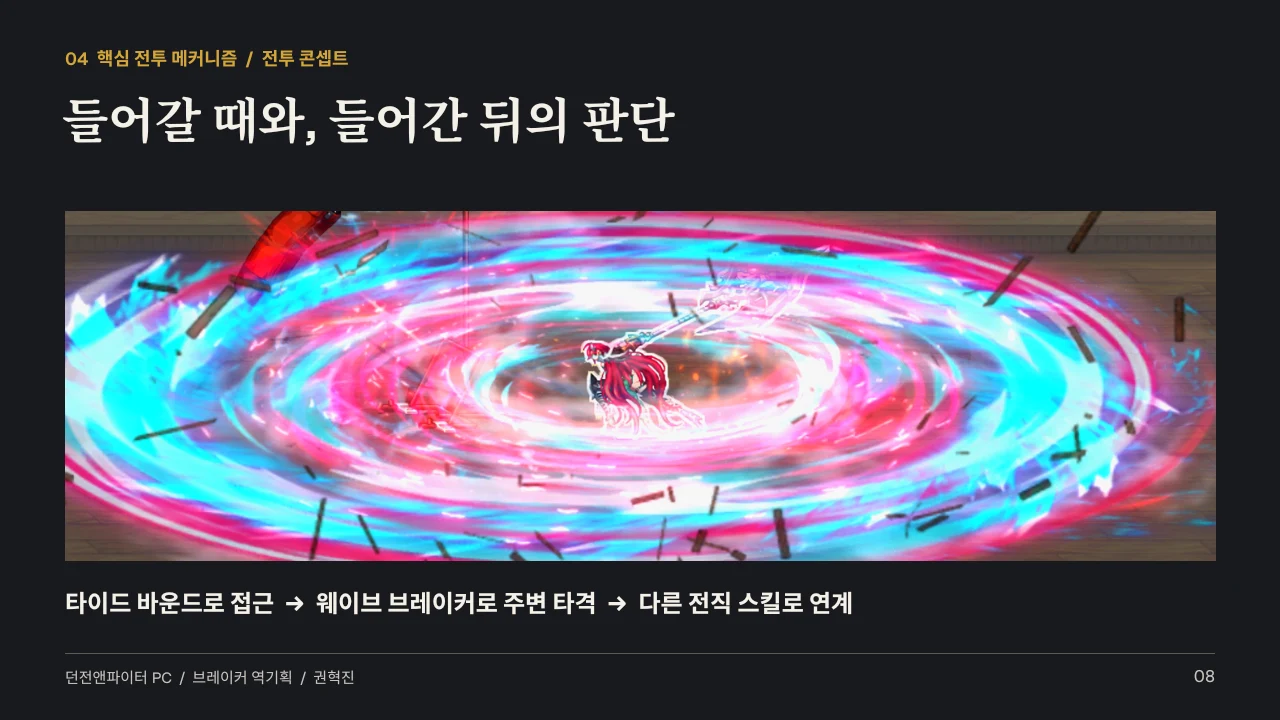 04 핵심 전투 메커니즘 / 전투 콘셉트
들어갈 때와, 들어간 뒤의 판단
타이드 바운드로 접근 → 웨이브 브레이커로 주변 타격 → 다른 전직 스킬로 연계
던전앤파이터 PC / 브레이커 역기획 / 권혁진
08